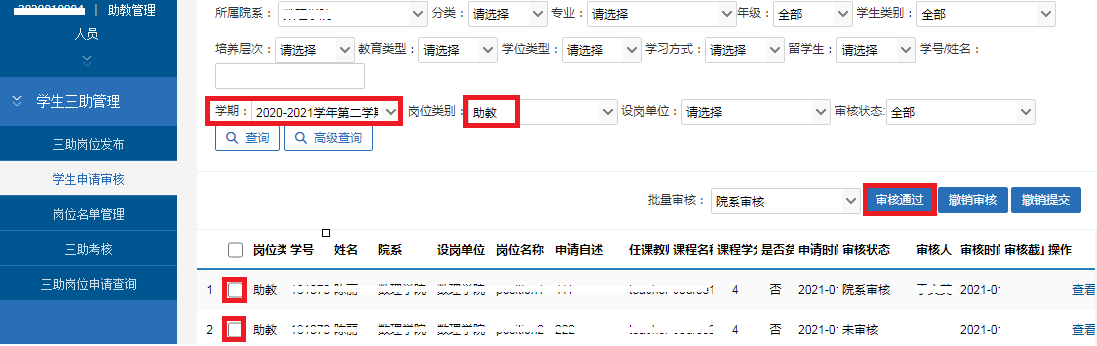 助教管理
人员
学生三助管理
三助岗位发布
学生申请审核
岗位名单管理
三助考核
三助岗位申请查询
所属院系： 数理学院 分类： 请选择 专业： 请选择 年级： 全部 学生类别： 全部
培养层次： 请选择 教育类型： 请选择 学位类型： 请选择 学习方式： 请选择 留学生： 请选择 学号/姓名：
学期： 2020-2021学年第二学期 岗位类别： 助教 设岗单位： 请选择 审核状态: 全部
查询 高级查询
批量审核： 院系审核 审核通过 撤销审核 撤销提交
岗位类 学号 姓名 院系 设岗单位 岗位名称 申请自述 任课教师 课程名称 课程学分 是否 申请时间 审核状态 审核人 审核时间 审核截止 操作
1 助教 数理学院 数理学院 position1 111 teacher 4 否 2021-01 院系审核 2021-01 查看
2 助教 数理学院 数理学院 position2 222 teacher 4 否 2021-01 未审核 2021-01 查看